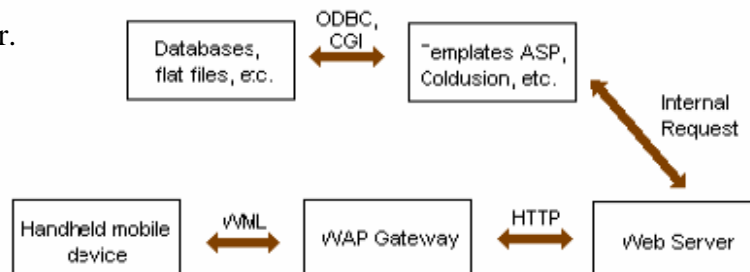 r.
ODBC,
CGI
Databases,
flat files, etc.
Templates ASP,
Coldusion, etc.
Internal
Request
Handheld mobile
device
WML
WAP Gateway
HTTP
Web Server